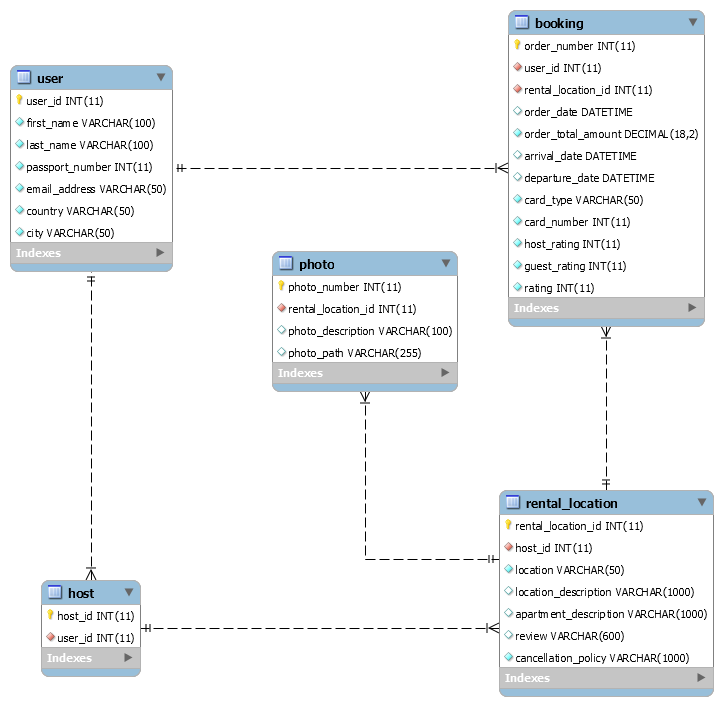 user
user_id INT(11)
first_name VARCHAR(100)
last_name VARCHAR(100)
passport_number INT(11)
email_address VARCHAR(50)
country VARCHAR(50)
city VARCHAR(50)
Indexes
booking
order_number INT(11)
user_id INT(11)
rental_location_id INT(11)
order_date DATETIME
order_total_amount DECIMAL(18,2)
arrival_date DATETIME
departure_date DATETIME
card_type VARCHAR(50)
card_number INT(11)
host_rating INT(11)
guest_rating INT(11)
rating INT(11)
Indexes
photo
photo_number INT(11)
rental_location_id INT(11)
photo_description VARCHAR(100)
photo_path VARCHAR(255)
Indexes
host
host_id INT(11)
user_id INT(11)
Indexes
rental_location
rental_location_id INT(11)
host_id INT(11)
location VARCHAR(50)
location_description VARCHAR(1000)
apartment_description VARCHAR(1000)
review VARCHAR(600)
cancellation_policy VARCHAR(1000)
Indexes